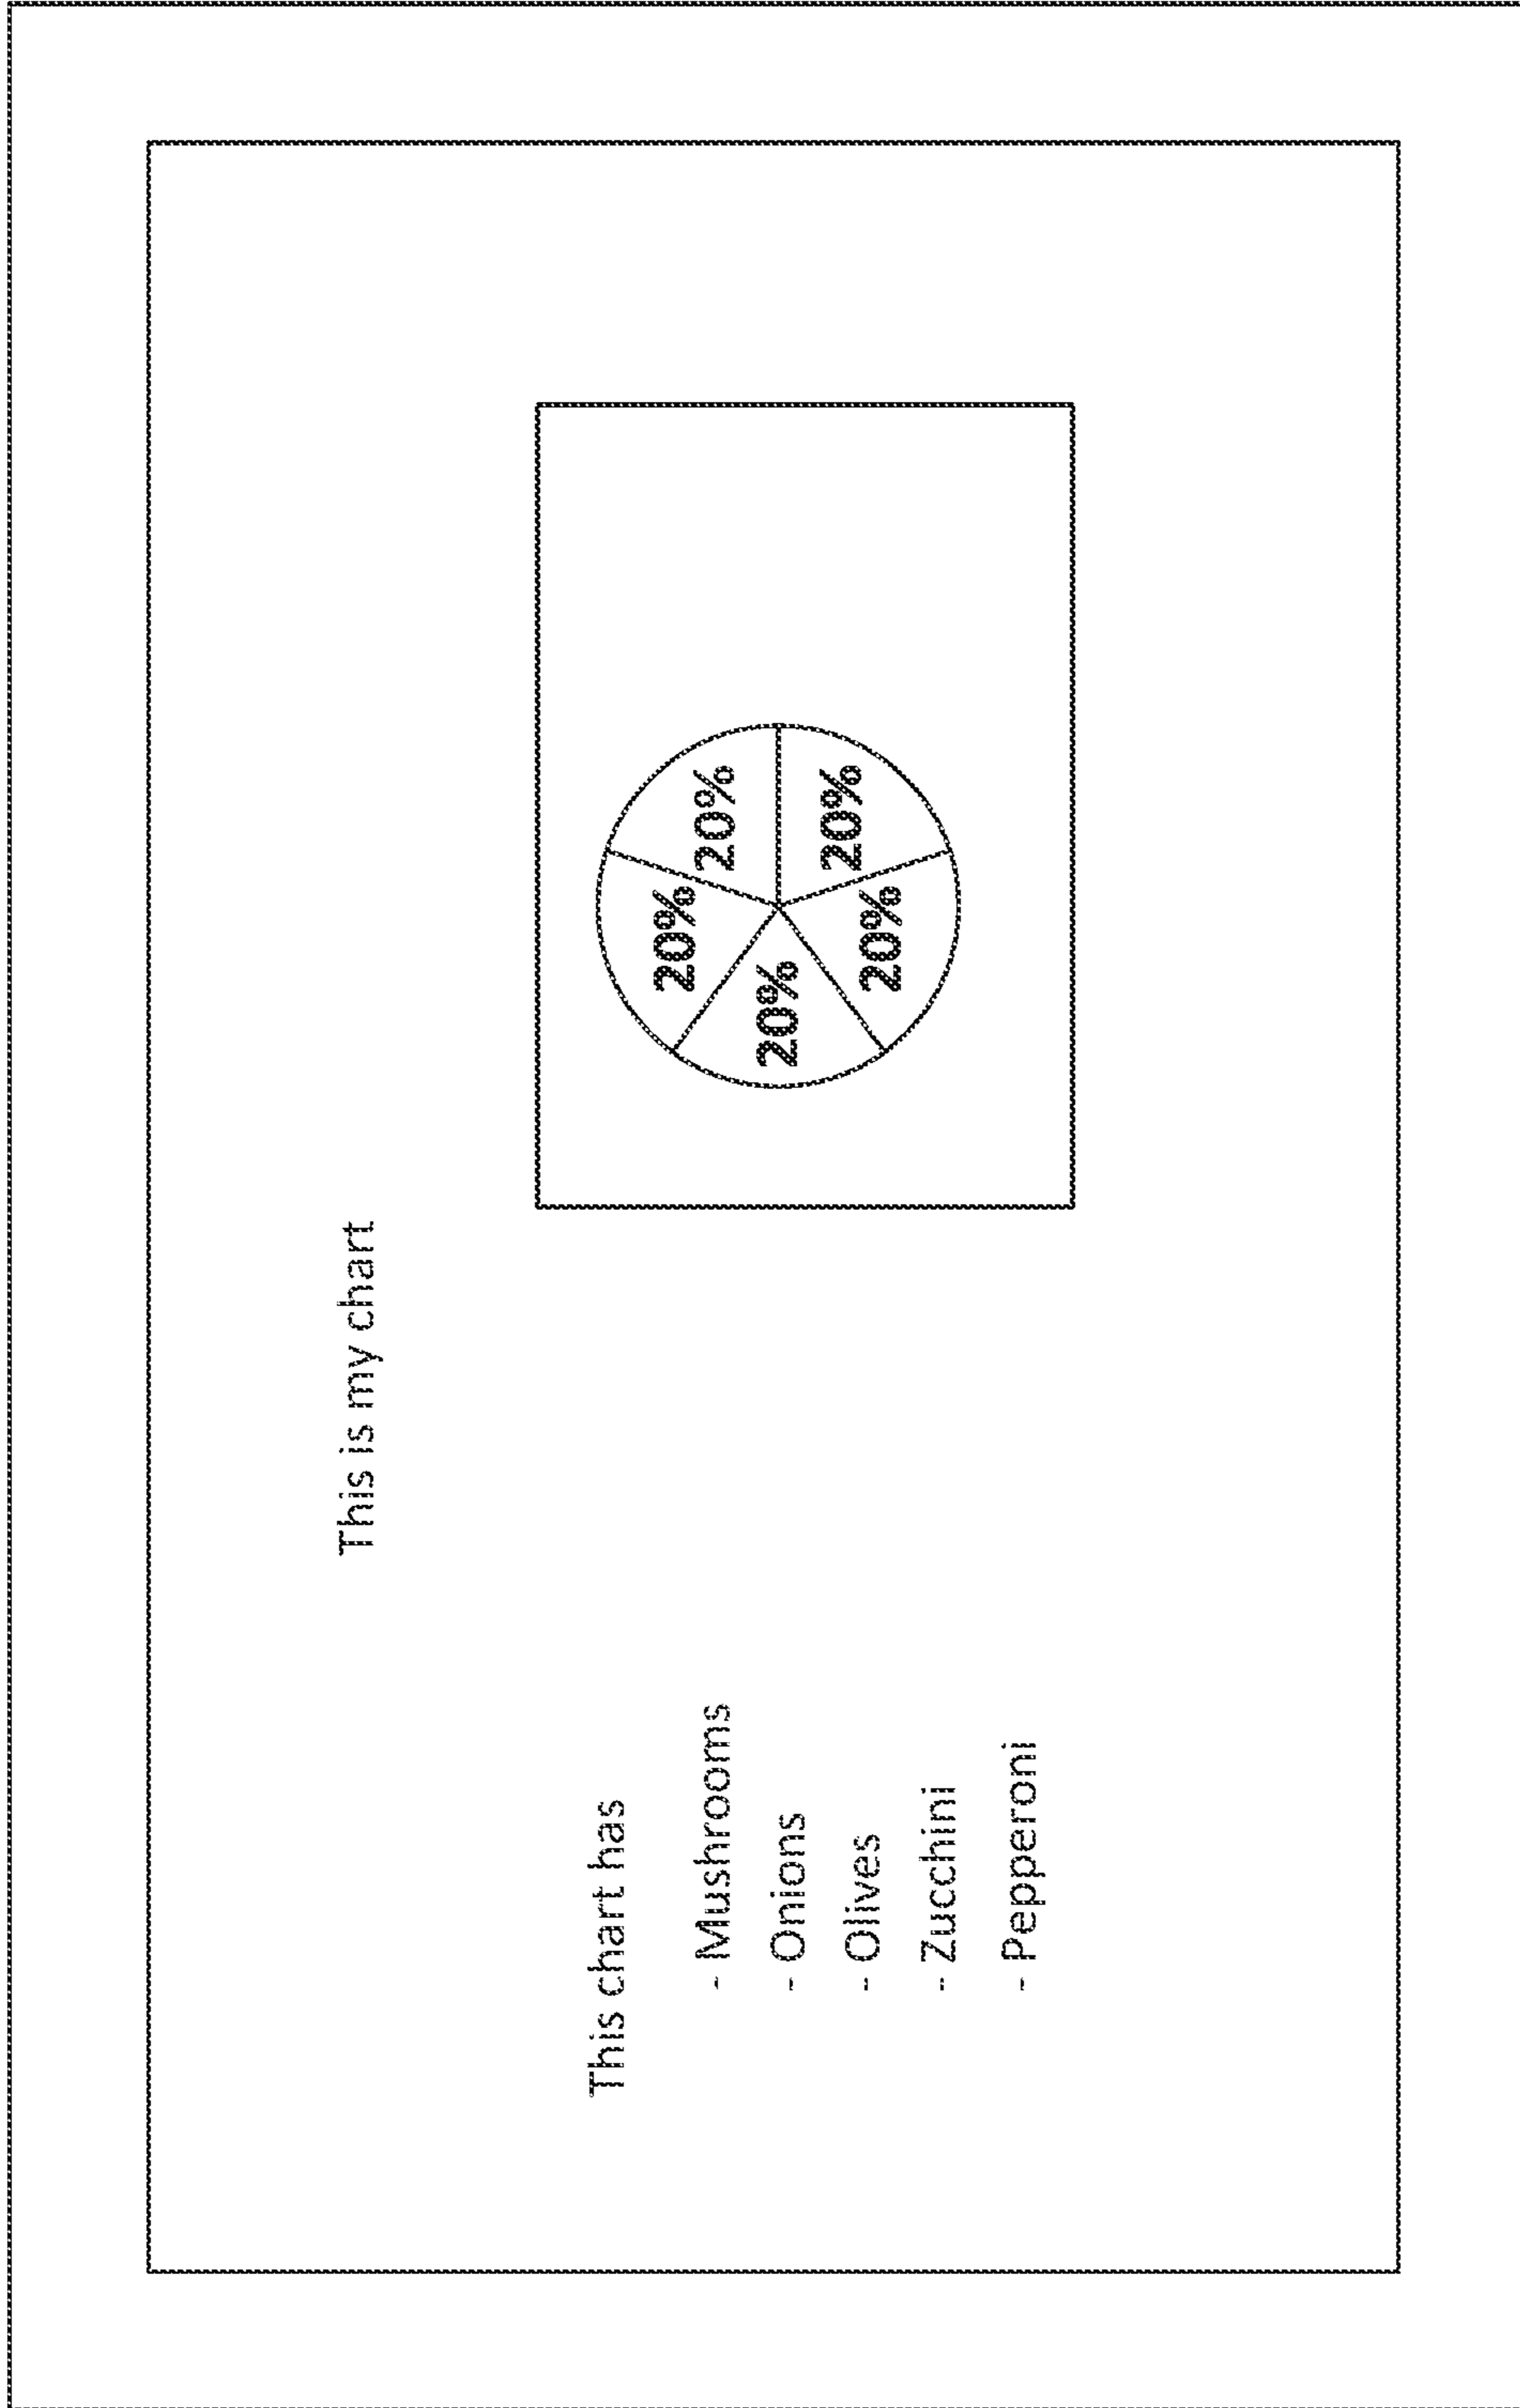 This is my chart
This chart has
- Mushrooms
- Onions
- Olives
- Zucchini
- Pepperoni
20%
20%
20%
20%
20%